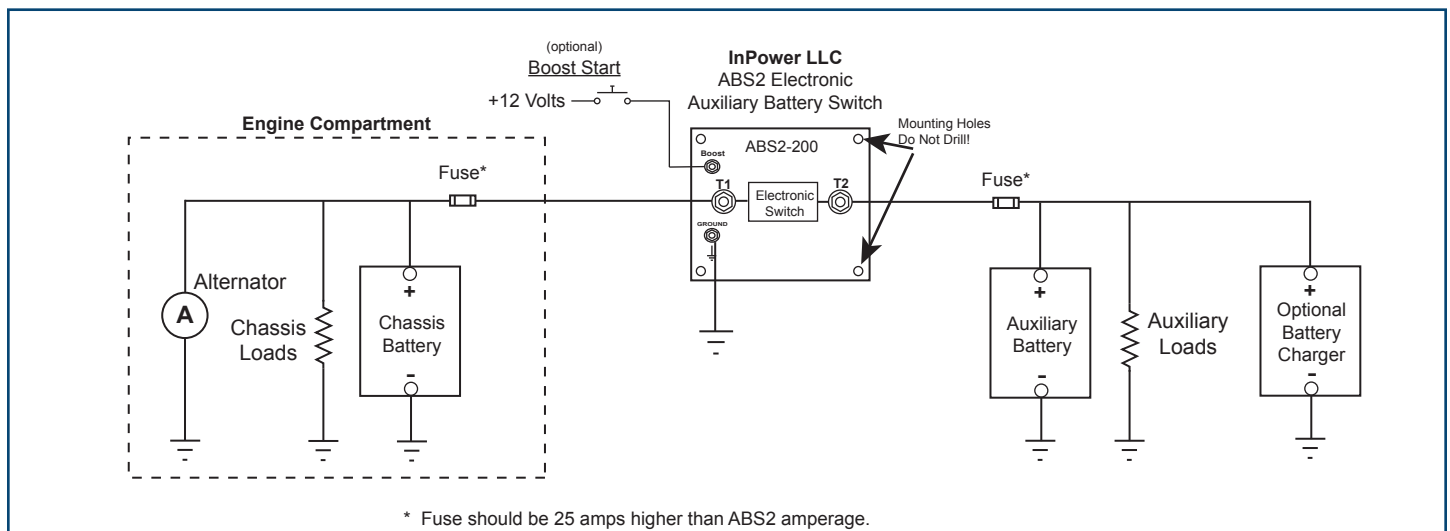 (optional)
Boost Start
+12 Volts
InPower LLC
ABS2 Electronic
Auxiliary Battery Switch
Engine Compartment
Mounting Holes
Do Not Drill!
ABS2-200
Boost
Fuse*
T1
Electronic
Switch
T2
Fuse*
GROUND
Alternator
A
Chassis
Loads
+
Chassis
Battery
-
+
Auxiliary
Battery
-
Auxiliary
Loads
+
Optional
Battery
Charger
-
* Fuse should be 25 amps higher than ABS2 amperage.